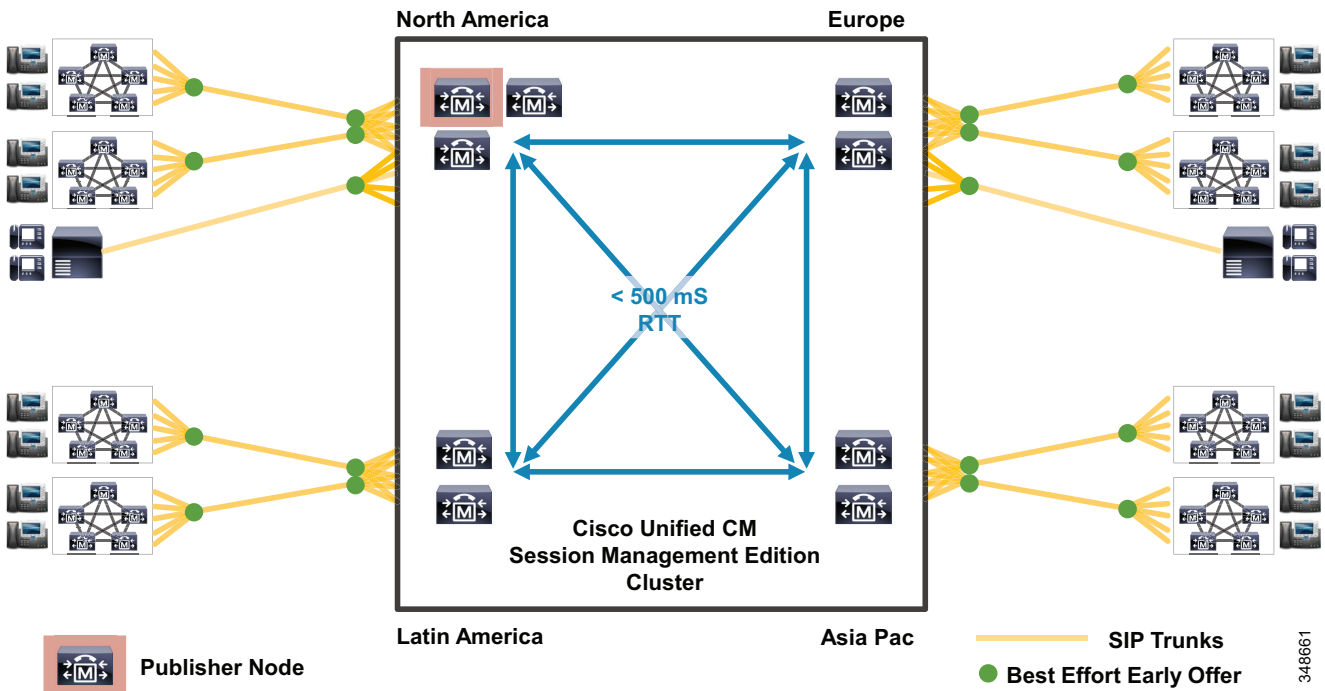 North America
Europe
< 500 mS
RTT
Cisco Unified CM
Session Management Edition
Cluster
Latin America
Asia Pac
Publisher Node
SIP Trunks
Best Effort Early Offer
348661
M
M
M
M
M
M
M
M
M
M